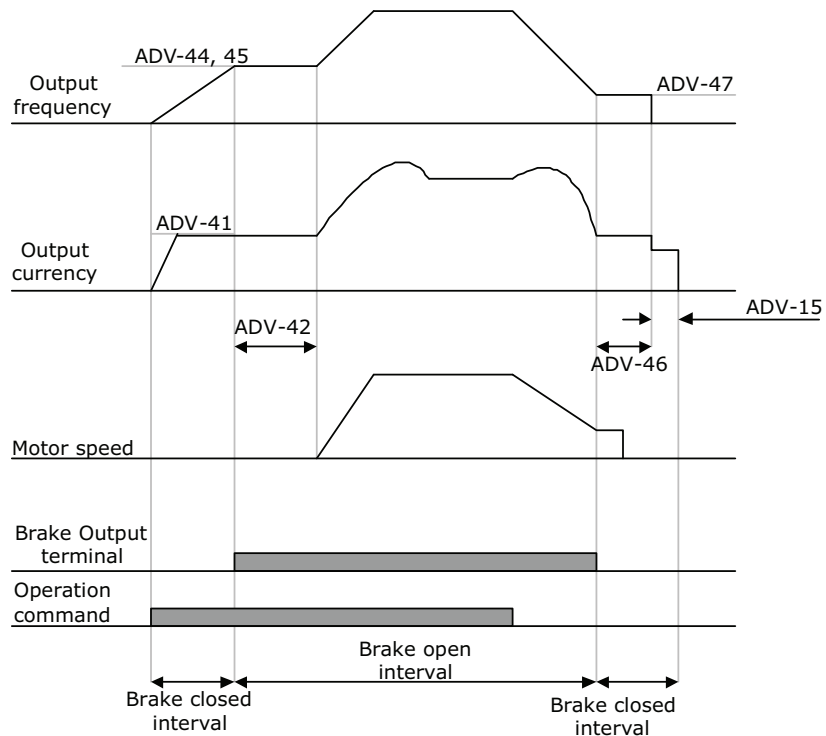 ADV-44, 45
Output
frequency
ADV-47
ADV-41
Output
currency
ADV-15
ADV-42
ADV-46
Motor speed
Brake Output
terminal
Operation
command
Brake open
interval
Brake closed
interval
Brake closed
interval